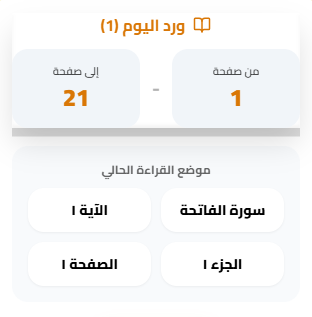 ورد اليوم (1)
من صفحة
إلى صفحة
1
-
21
موضع القراءة الحالي
سورة الفاتحة
الآية ١
الجزء ١
الصفحة ١